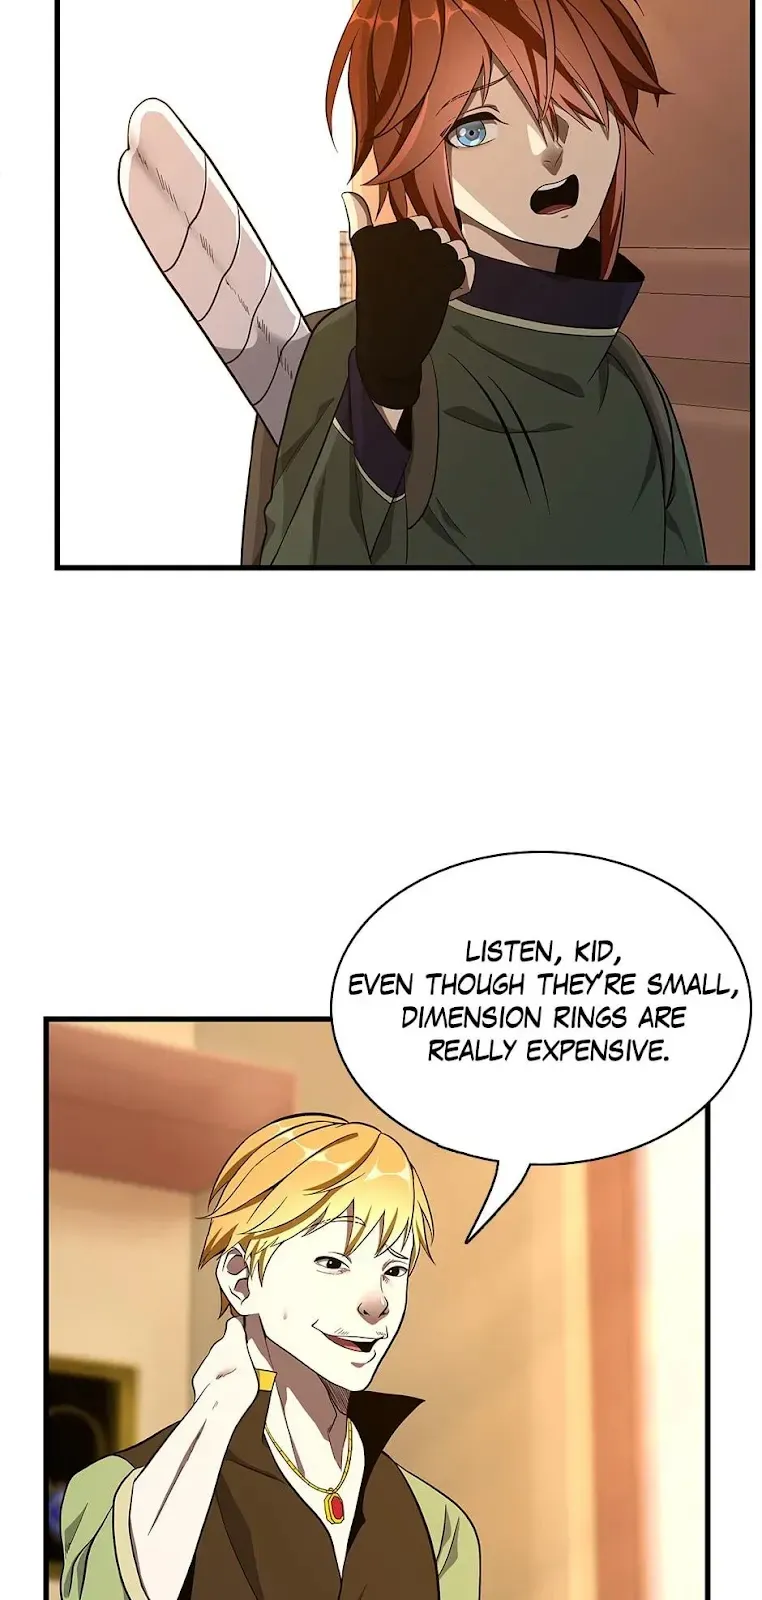 LISTEN, KID,
EVEN THOUGH THEY'RE SMALL,
DIMENSION RINGS ARE
REALLY EXPENSIVE.